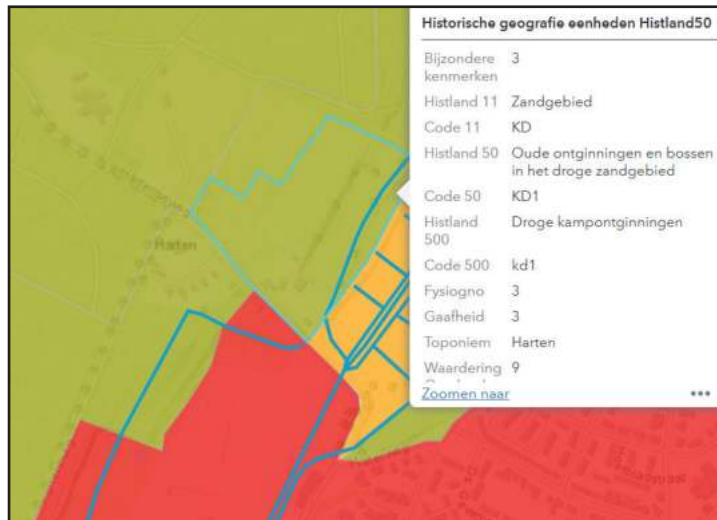 Historische geografie eenheden Histland50
Bijzondere kenmerken 3
Histland 11 Zandgebied
Code 11 KD
Histland 50 Oude ontginningen en bossen in het droge zandgebied
Code 50 KD1
Histland 500 Droge kampontginningen
Code 500 kd1
Fysiogno 3
Gaafheid 3
Toponiem Harten
Waardering 9
Zoomen naar
Harten